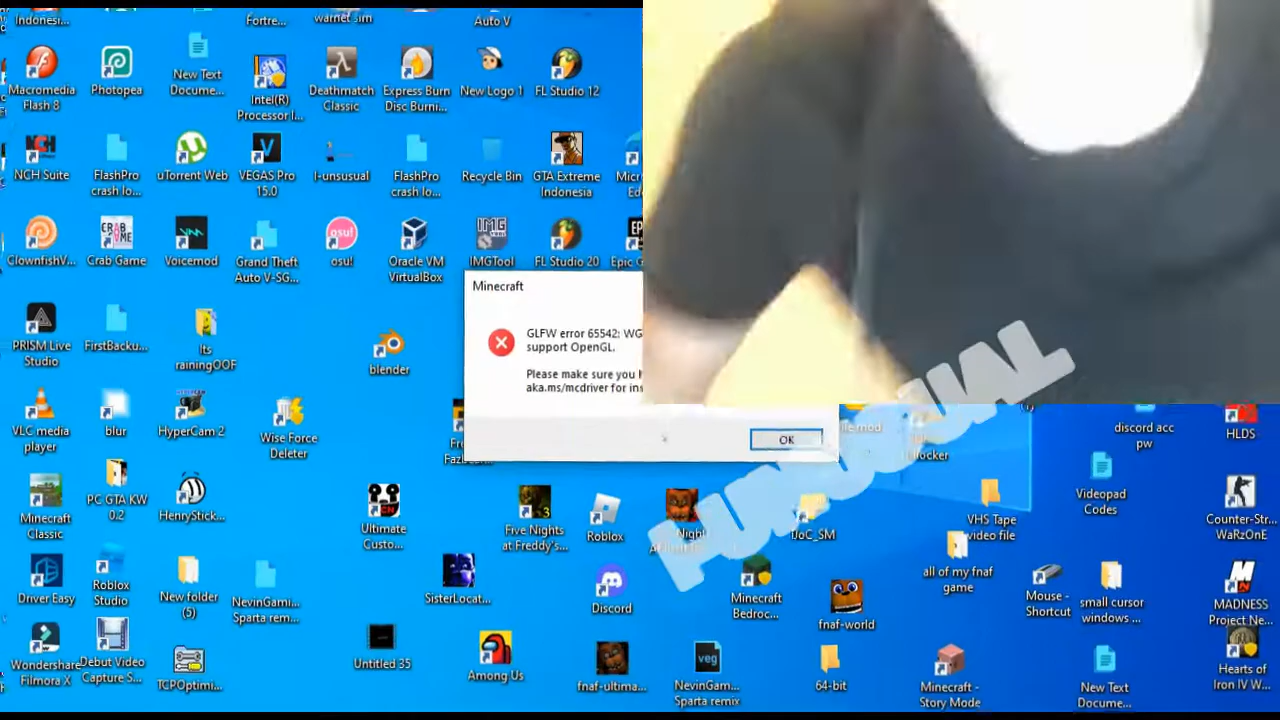 Indonesi...
Fortre...
warnet sim
Auto V
Macromedia
Flash 8
Photopea
New Text
Docume...
Intel(R)
Processor I...
Deathmatch
Classic
Express Burn
Disc Burni...
New Logo 1
FL Studio 12
NCH
NCH Suite
FlashPro
crash lo...
uTorrent Web
VEGAS Pro
15.0
I-unusual
FlashPro
crash lo...
Recycle Bin
GTA Extreme
Indonesia
ClownfishV...
Crab Game
Voicemod
Grand Theft
Auto V-SG...
osu!
osu!
Oracle VM
VirtualBox
IMG
IMGTool
FL Studio 20
Minecraft
GLFW error 65542: WG
support OpenGL.
Please make sure you
aka.ms/mcdriver for ins
OK
PRISM Live
Studio
FirstBacku...
Its
rainingOOF
blender
VLC media
player
blur
HyperCam 2
Wise Force
Deleter
discord acc
pw
HLDS
Minecraft
Classic
PC GTA KW
0.2
HenryStick...
Ultimate
Custo...
Five Nights
at Freddy's...
Roblox
IJoC_SM
VHS Tape
video file
Videopad
Codes
Counter-Str...
WaRzOnE
Driver Easy
Roblox
Studio
New folder
(5)
NevinGami...
Sparta rem...
SisterLocat...
Discord
Minecraft
Bedroc...
fnaf-world
all of my fnaf
game
Mouse -
Shortcut
small cursor
windows ...
MADNESS
Project Ne...
Wondershare
Filmora X
Debut Video
Capture S...
TCPOptimi...
Untitled 35
Among Us
fnaf-ultima...
veg
NevinGam...
Sparta remix
64-bit
Minecraft -
Story Mode
New Text
Docume...
Hearts of
Iron IV W...